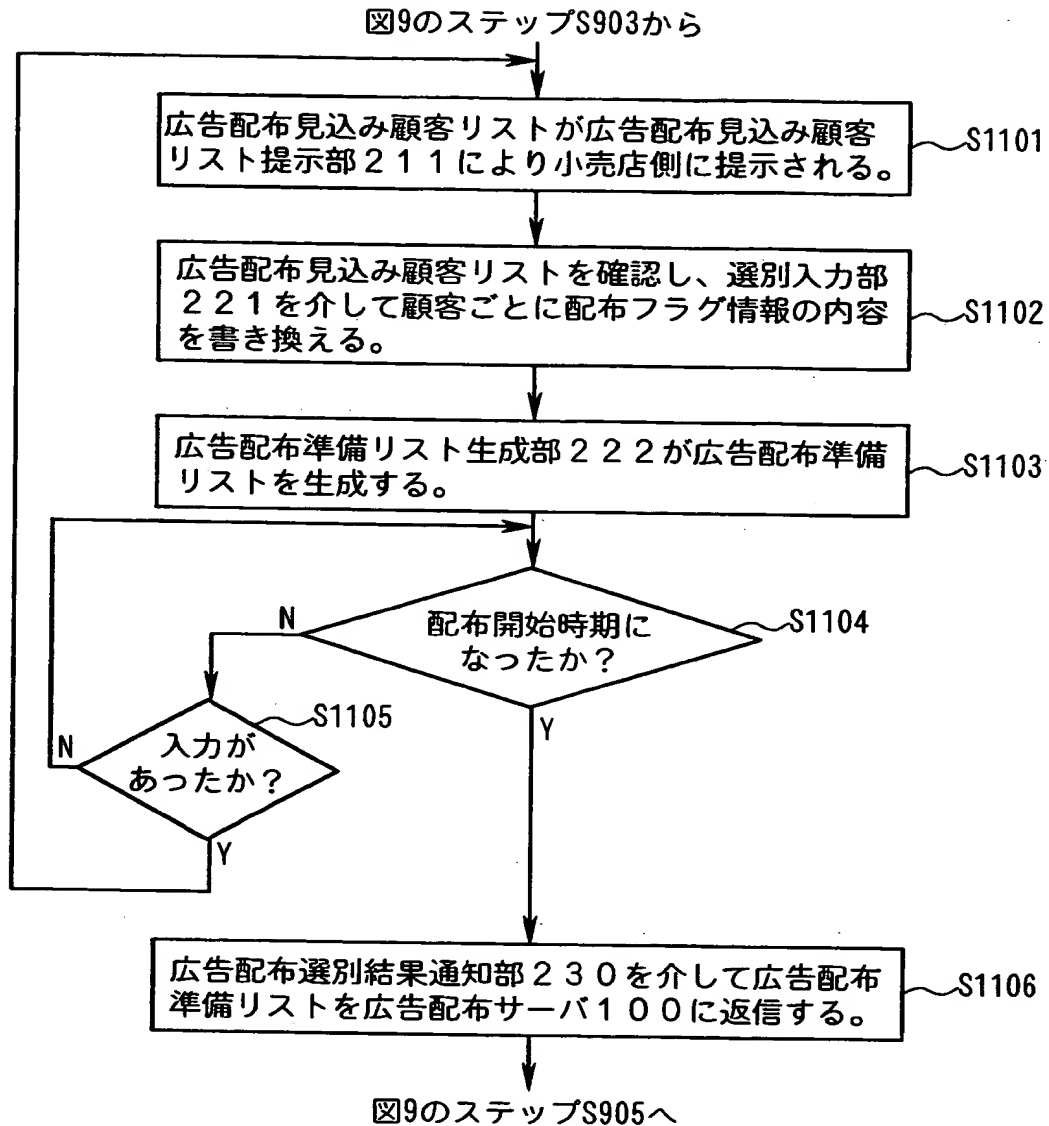 図9のステップS903から
広告配布見込み顧客リストが広告配布見込み顧客
リスト提示部211により小売店側に提示される。
S1101
広告配布見込み顧客リストを確認し、選別入力部
221を介して顧客ごとに配布フラグ情報の内容
を書き換える。
S1102
広告配布準備リスト生成部222が広告配布準備
リストを生成する。
S1103
N
配布開始時期に
なったか?
S1104
Y
S1105
N
入力が
あったか?
Y
広告配布選別結果通知部230を介して広告配布
準備リストを広告配布サーバ100に返信する。
S1106
図9のステップS905へ